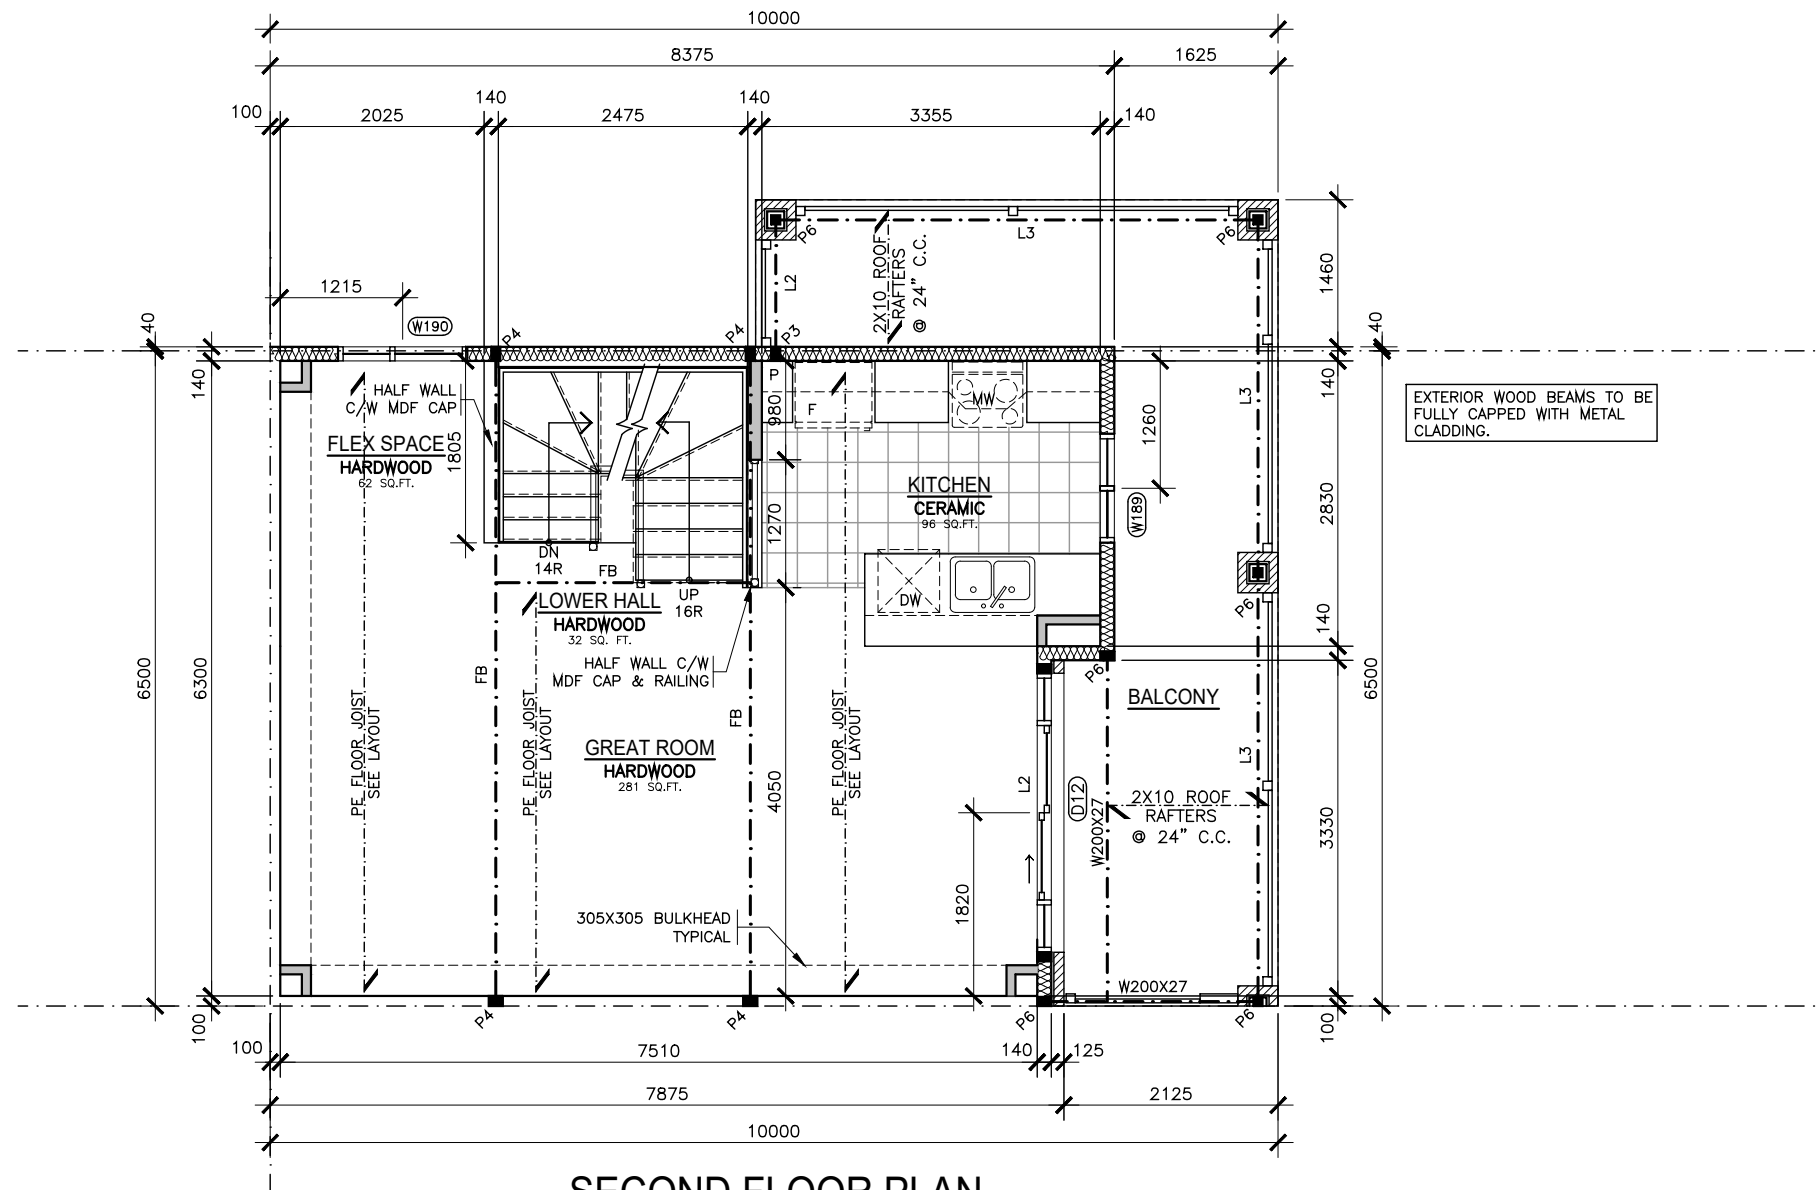 10000
8375
1625
140
140
100
2025
2475
3355
140
P6
L3
P6
L2
2X10 ROOF
RAFTERS
@ 24" C.C.
1460
1215
W190
P4
P4
P3
40
40
140
HALF WALL
C/W MDF CAP
P
F
MW
980
1260
L3
140
EXTERIOR WOOD BEAMS TO BE
FULLY CAPPED WITH METAL
CLADDING.
FLEX SPACE
HARDWOOD
62 SQ.FT.
1805
KITCHEN
CERAMIC
96 SQ.FT.
1270
W189
2830
DN
14R
FB
UP
16R
DW
P6
LOWER HALL
HARDWOOD
32 SQ. FT.
140
HALF WALL C/W
MDF CAP & RAILING
6500
6300
FB
FB
P6
BALCONY
6500
PE FLOOR JOIST
SEE LAYOUT
PE FLOOR JOIST
SEE LAYOUT
PE FLOOR JOIST
SEE LAYOUT
GREAT ROOM
HARDWOOD
281 SQ.FT.
4050
L2
D12
W200X27
L3
2X10 ROOF
RAFTERS
@ 24" C.C.
3330
1820
305X305 BULKHEAD
TYPICAL
W200X27
100
P4
P4
P6
P6
100
100
7510
140
125
7875
2125
10000
SECOND FLOOR PLAN